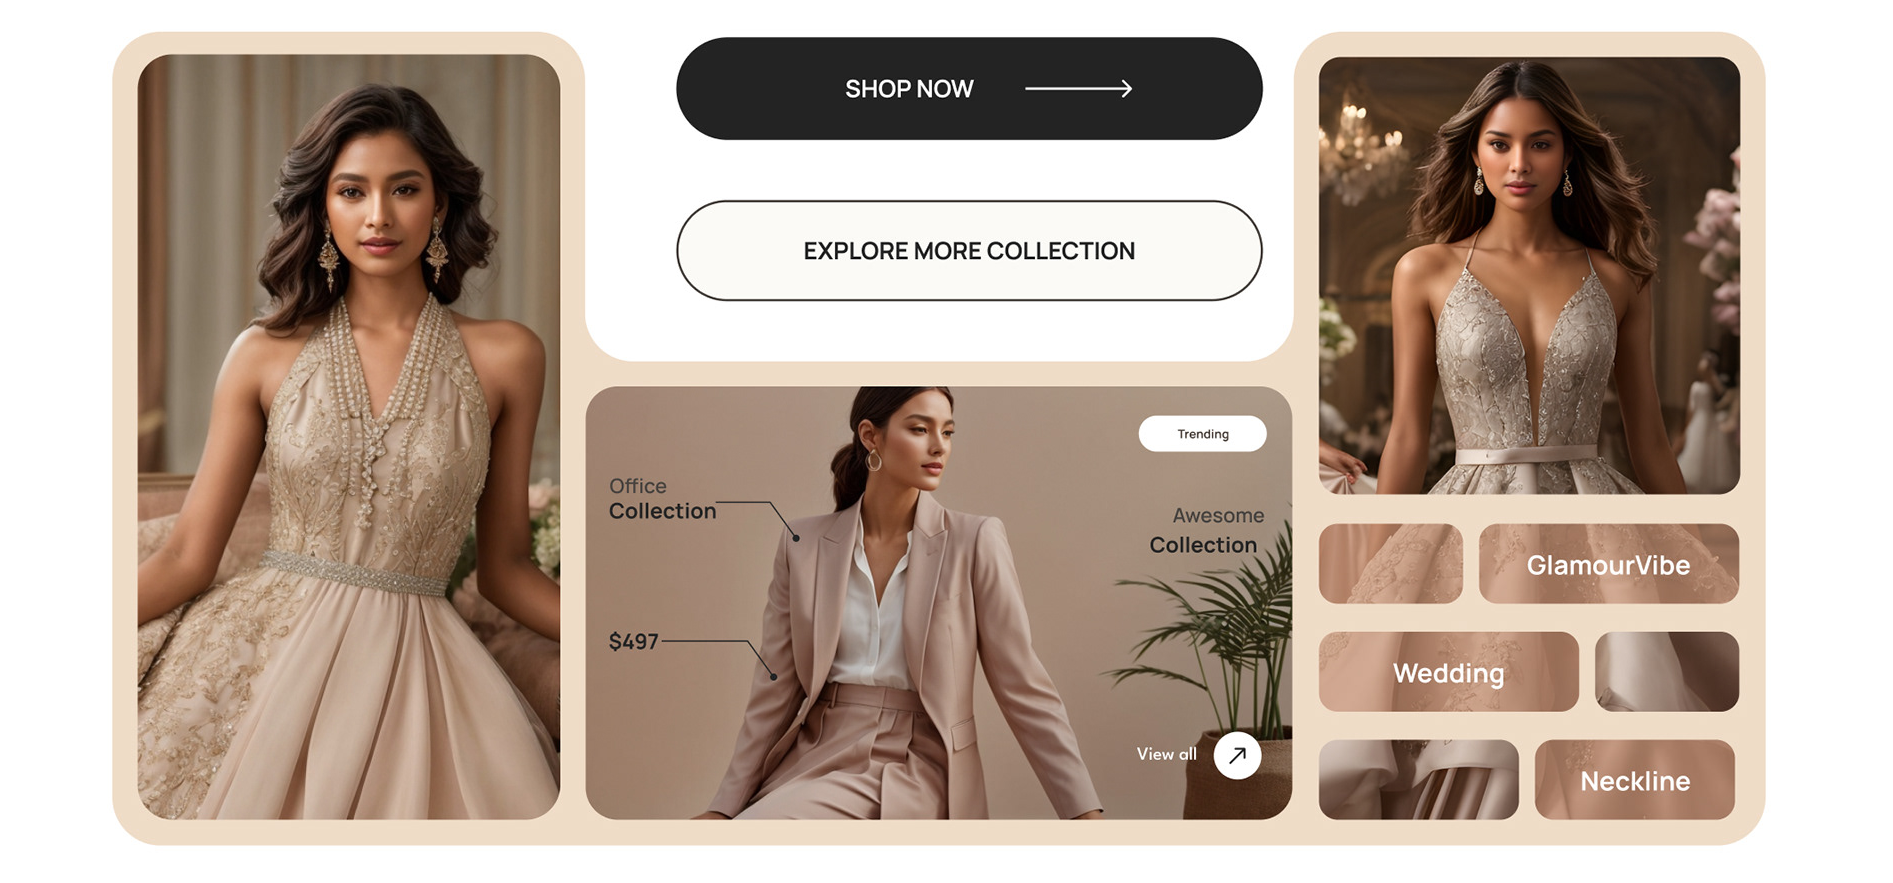 SHOP NOW
EXPLORE MORE COLLECTION
Trending
Office
Collection
Awesome
Collection
$497
View all
GlamourVibe
Wedding
Neckline